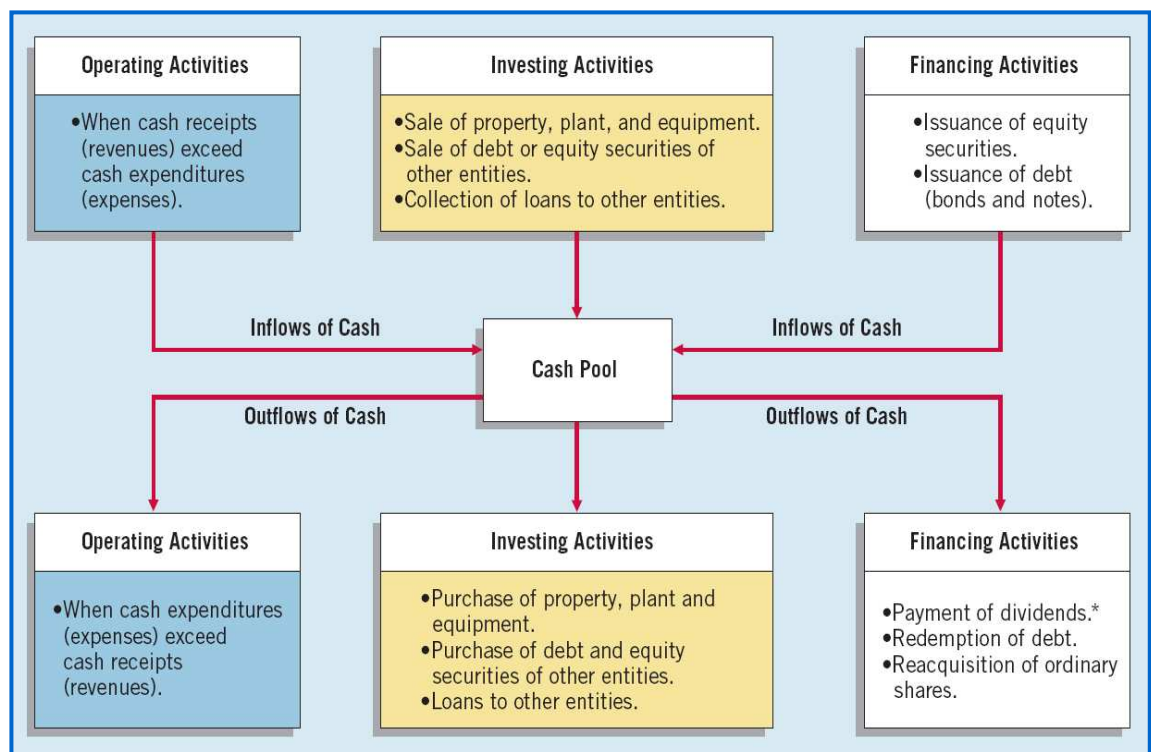 Operating Activities
•When cash receipts
(revenues) exceed
cash expenditures
(expenses).
Investing Activities
•Sale of property, plant, and equipment.
•Sale of debt or equity securities of
other entities.
•Collection of loans to other entities.
Financing Activities
•Issuance of equity
securities.
•Issuance of debt
(bonds and notes).
Inflows of Cash
Inflows of Cash
Cash Pool
Outflows of Cash
Outflows of Cash
Operating Activities
•When cash expenditures
(expenses) exceed
cash receipts
(revenues).
Investing Activities
•Purchase of property, plant and
equipment.
•Purchase of debt and equity
securities of other entities.
•Loans to other entities.
Financing Activities
•Payment of dividends.*
•Redemption of debt.
•Reacquisition of ordinary
shares.